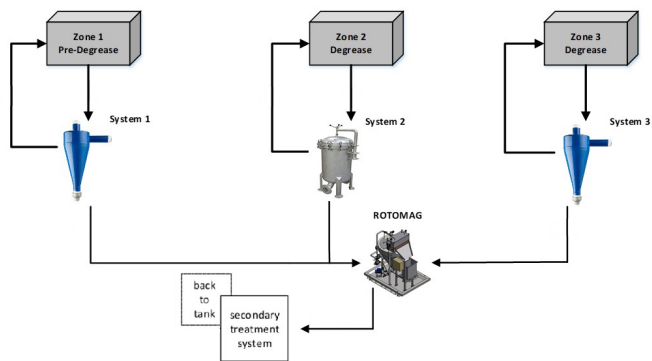 Zone 1
Pre-Degrease
Zone 2
Degrease
Zone 3
Degrease
System 1
System 2
System 3
ROTOMAG
back
to
tank
secondary
treatment
system